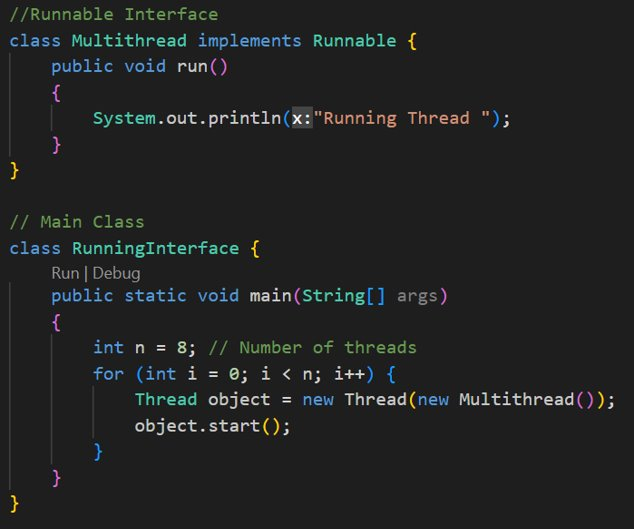 //Runnable Interface
class Multithread implements Runnable {
    public void run()
    {
        System.out.println(x:"Running Thread ");
    }
}

// Main Class
class RunningInterface {
    Run | Debug
    public static void main(String[] args)
    {
        int n = 8; // Number of threads
        for (int i = 0; i < n; i++) {
            Thread object = new Thread(new Multithread());
            object.start();
        }
    }
}